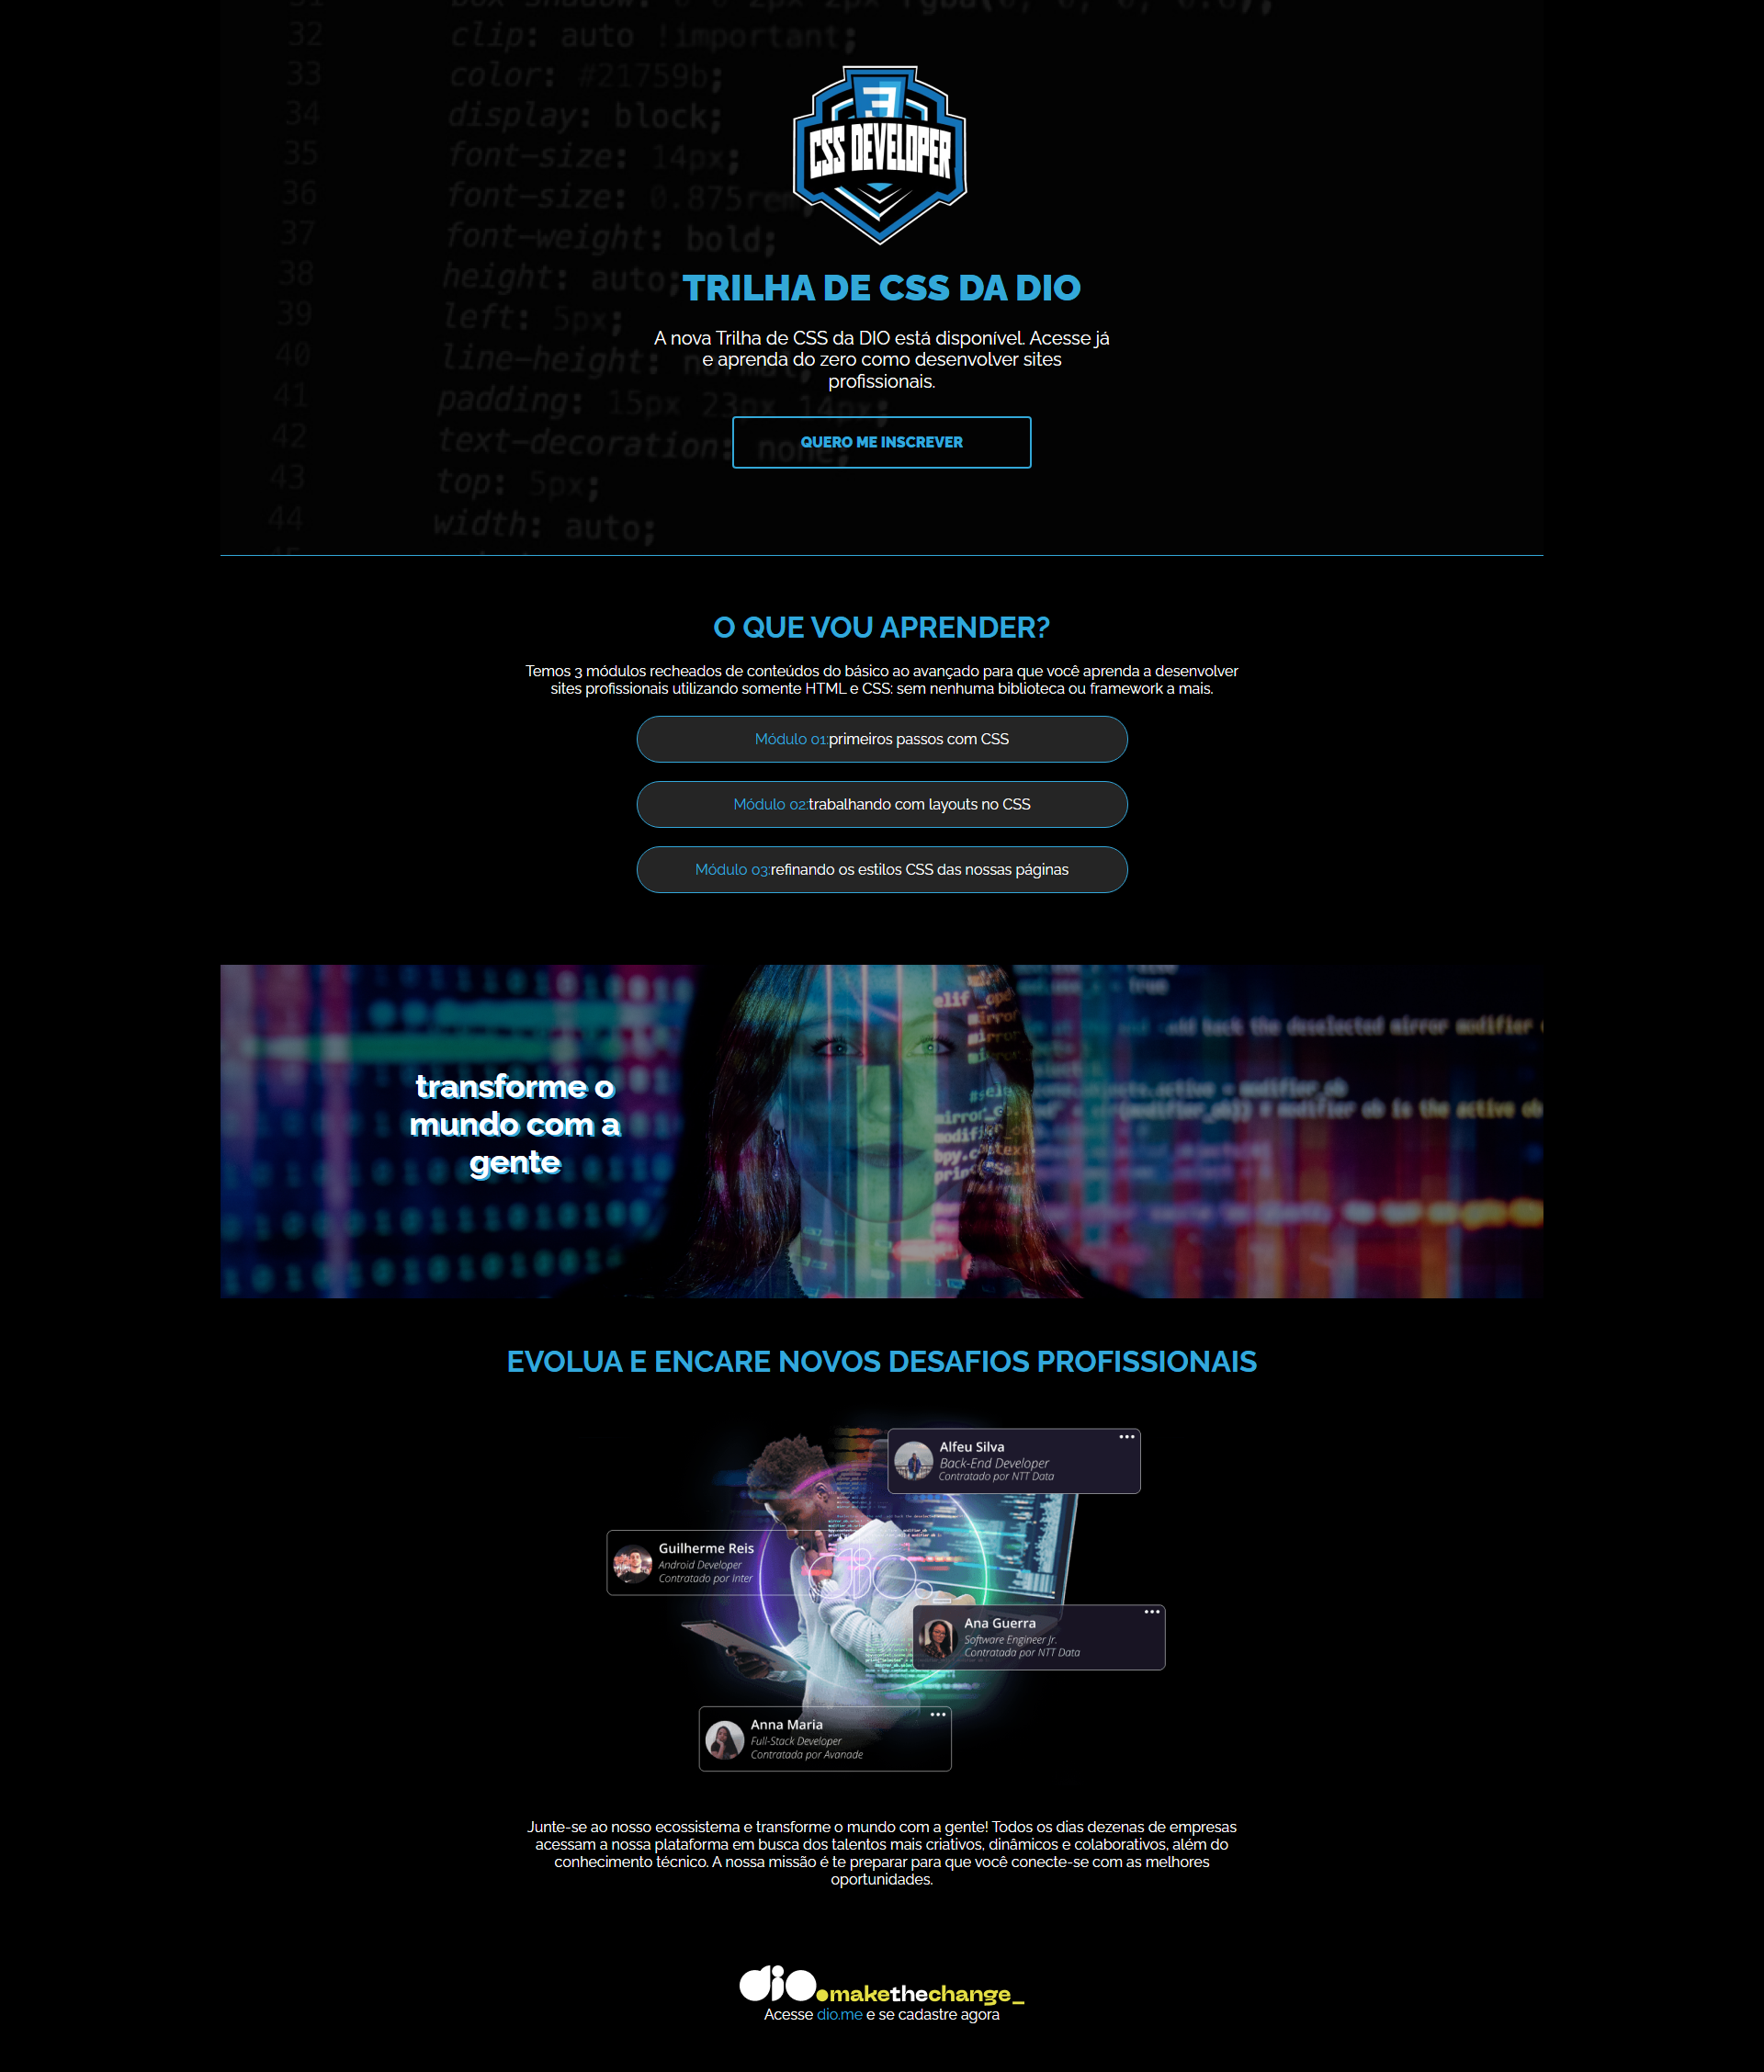 32 clip: auto !important;
33 color: #21759b;
34 display: block;
35 font-size: 14px;
36 font-size: 0.875rem;
37 font-weight: bold;
38 height: auto;
39 left: 5px;
40 line-height: normal;
41 padding: 15px 23px 14px;
42 text-decoration: none;
43 top: 5px;
44 width: auto;
3
CSS DEVELOPER
TRILHA DE CSS DA DIO
A nova Trilha de CSS da DIO está disponível. Acesse já
e aprenda do zero como desenvolver sites
profissionais.
QUERO ME INSCREVER
O QUE VOU APRENDER?
Temos 3 módulos recheados de conteúdos do básico ao avançado para que você aprenda a desenvolver
sites profissionais utilizando somente HTML e CSS: sem nenhuma biblioteca ou framework a mais.
Módulo 01:primeiros passos com CSS
Módulo 02:trabalhando com layouts no CSS
Módulo 03:refinando os estilos CSS das nossas páginas
transforme o
mundo com a
gente
EVOLUA E ENCARE NOVOS DESAFIOS PROFISSIONAIS
Alfeu Silva
Back-End Developer
Contratado por NTT Data
Guilherme Reis
Android Developer
Contratado por Inter
dio.
Ana Guerra
Software Engineer Jr.
Contratada por NTT Data
Anna Maria
Full-Stack Developer
Contratada por Avanade
Junte-se ao nosso ecossistema e transforme o mundo com a gente! Todos os dias dezenas de empresas
acessam a nossa plataforma em busca dos talentos mais criativos, dinâmicos e colaborativos, além do
conhecimento técnico. A nossa missão é te preparar para que você conecte-se com as melhores
oportunidades.
dio.makethechange_
Acesse dio.me e se cadastre agora